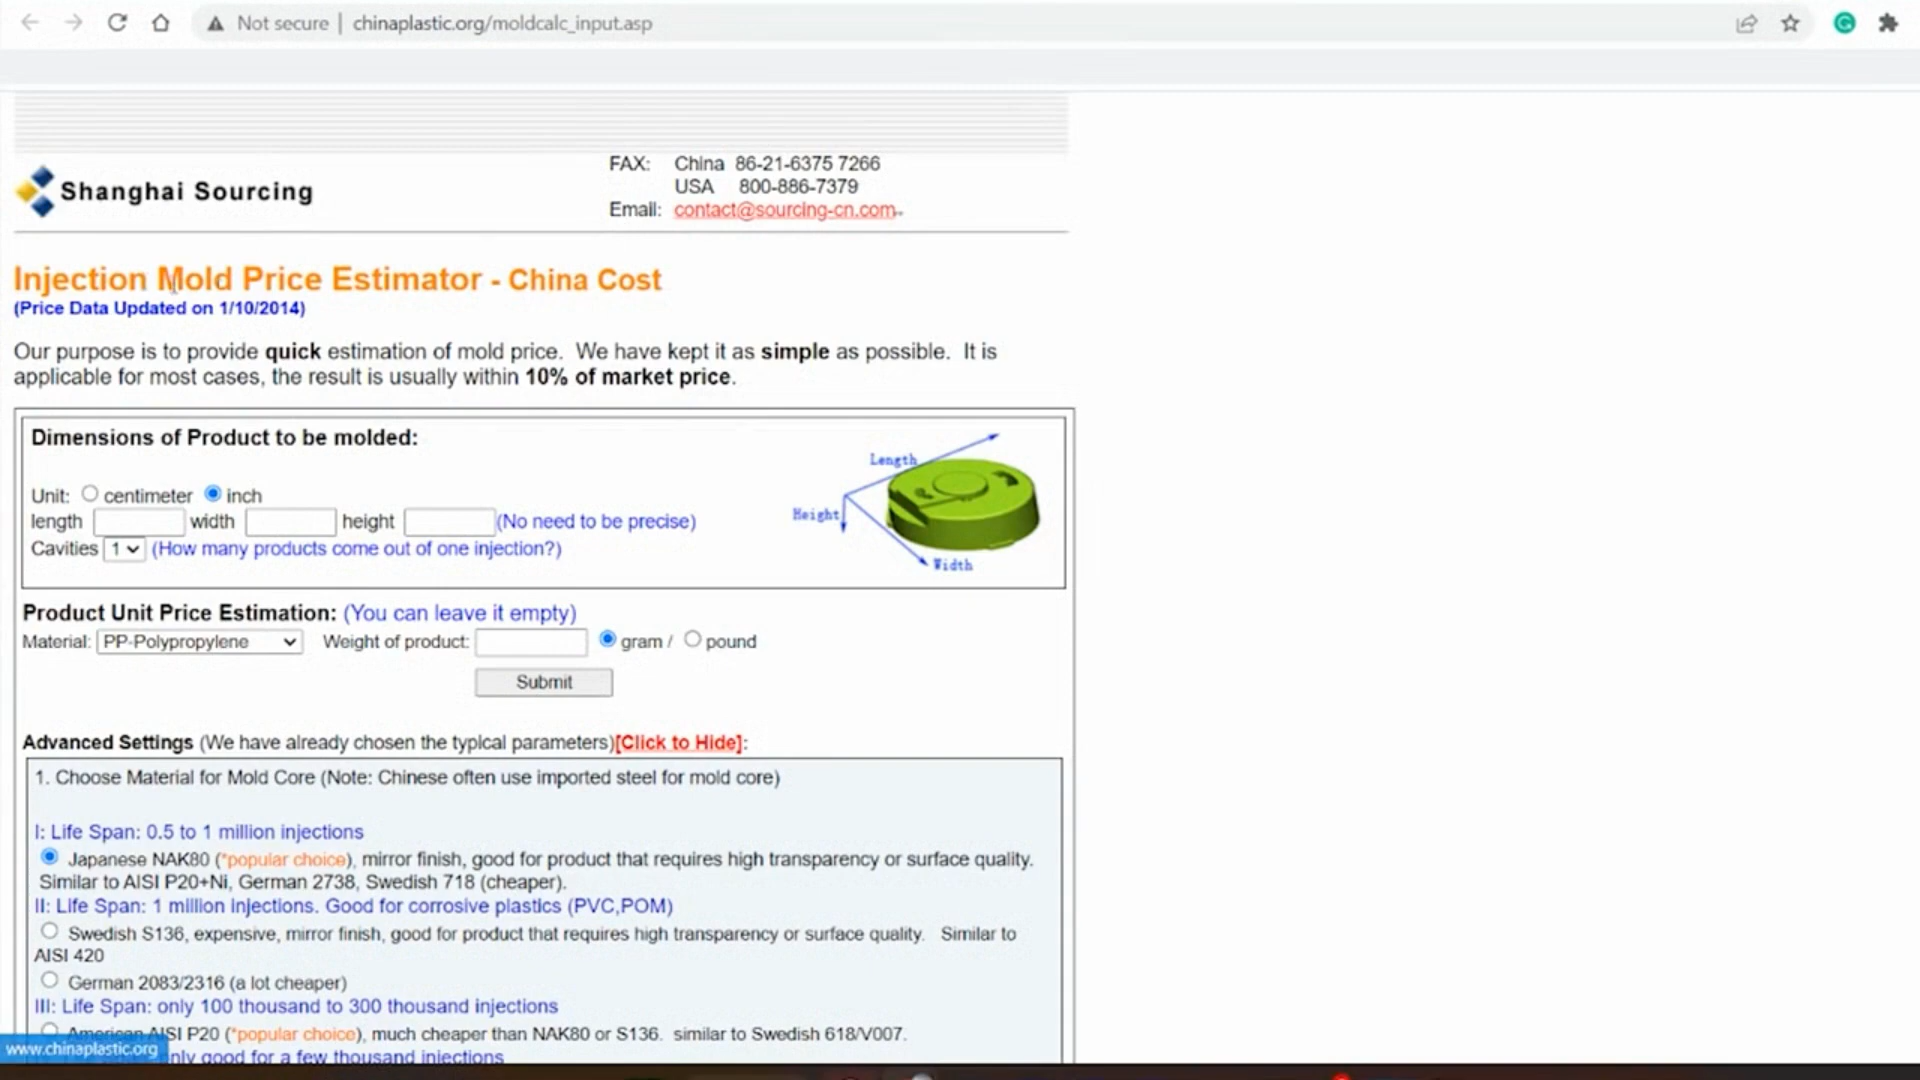 Not secure | chinaplastic.org/moldcalc_input.asp
Shanghai Sourcing
FAX: China 86-21-6375 7266
USA 800-886-7379
Email: contact@sourcing-cn.com
Injection Mold Price Estimator - China Cost
(Price Data Updated on 1/10/2014)
Our purpose is to provide quick estimation of mold price. We have kept it as simple as possible. It is
applicable for most cases, the result is usually within 10% of market price.
Dimensions of Product to be molded:
Length
Height
Width
Unit: centimeter inch
length width height (No need to be precise)
Cavities 1 (How many products come out of one injection?)
Product Unit Price Estimation: (You can leave it empty)
Material: PP-Polypropylene Weight of product: gram / pound
Submit
Advanced Settings (We have already chosen the typical parameters)[Click to Hide]:
1. Choose Material for Mold Core (Note: Chinese often use imported steel for mold core)
I: Life Span: 0.5 to 1 million injections
Japanese NAK80 (*popular choice), mirror finish, good for product that requires high transparency or surface quality.
Similar to AISI P20+Ni, German 2738, Swedish 718 (cheaper).
II: Life Span: 1 million injections. Good for corrosive plastics (PVC,POM)
Swedish S136, expensive, mirror finish, good for product that requires high transparency or surface quality. Similar to
AISI 420
German 2083/2316 (a lot cheaper)
III: Life Span: only 100 thousand to 300 thousand injections
American AISI P20 (*popular choice), much cheaper than NAK80 or S136. similar to Swedish 618/V007.
www.chinaplastic.org
good for a few thousand injections